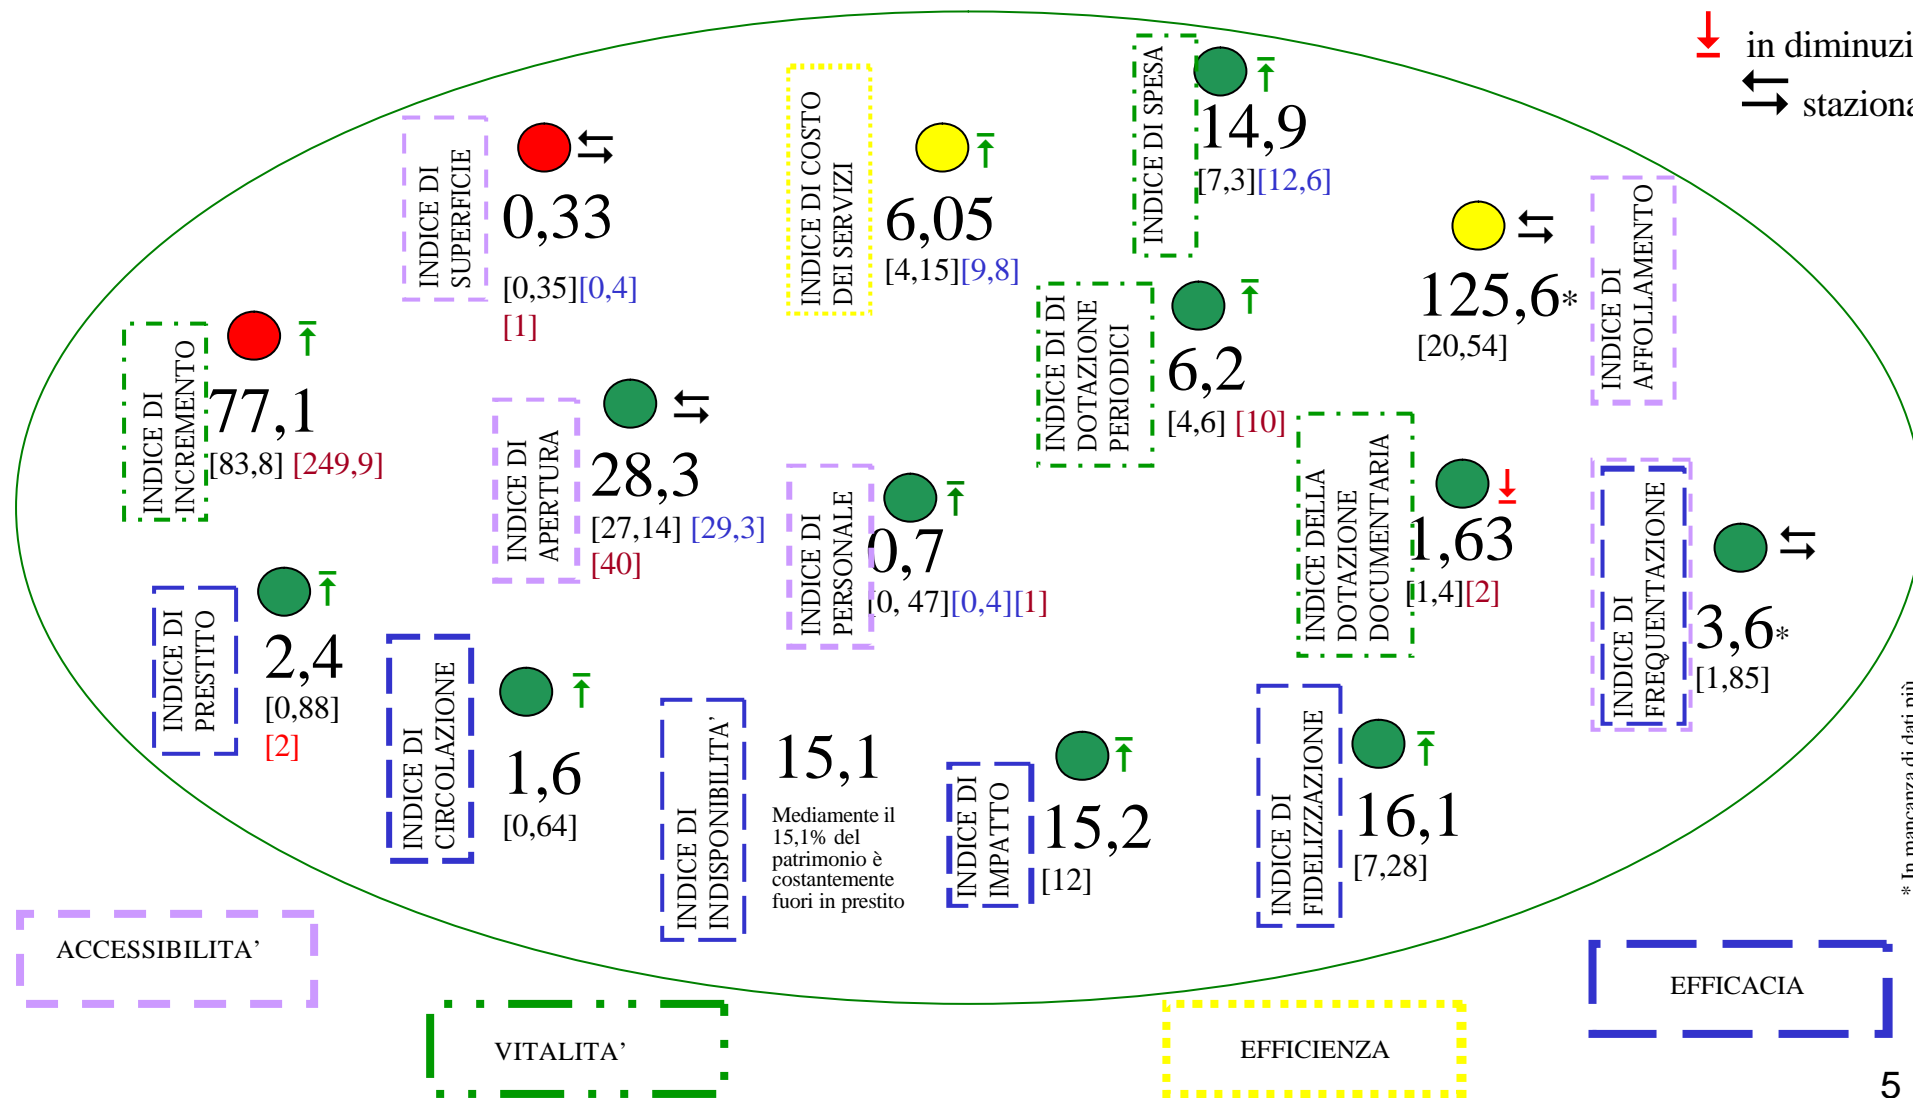 in diminuzi
staziona
INDICE DI
SPESA
14,9
[7,3][12,6]
INDICE DI
SUPERFICIE
0,33
[0,35][0,4]
[1]
INDICE DI COSTO
DEI SERVIZI
6,05
[4,15][9,8]
125,6*
[20,54]
INDICE DI
AFFOLLAMENTO
INDICE DI
INCREMENTO
77,1
[83,8] [249,9]
INDICE DI DI
DOTAZIONE
PERIODICI
6,2
[4,6] [10]
INDICE DI
APERTURA
28,3
[27,14] [29,3]
[40]
INDICE DI
PERSONALE
0,7
[0, 47][0,4][1]
INDICE DELLA
DOTAZIONE
DOCUMENTARIA
1,63
[1,4][2]
INDICE DI
FREQUENTAZIONE
3,6*
[1,85]
INDICE DI
PRESTITO
2,4
[0,88]
[2]
INDICE DI
CIRCOLAZIONE
1,6
[0,64]
INDICE DI
INDISPONIBILITA'
15,1
Mediamente il
15,1% del
patrimonio è
costantemente
fuori in prestito
INDICE DI
IMPATTO
15,2
[12]
INDICE DI
FIDELIZZAZIONE
16,1
[7,28]
* In mancanza di dati più
ACCESSIBILITA'
VITALITA'
EFFICIENZA
EFFICACIA
5